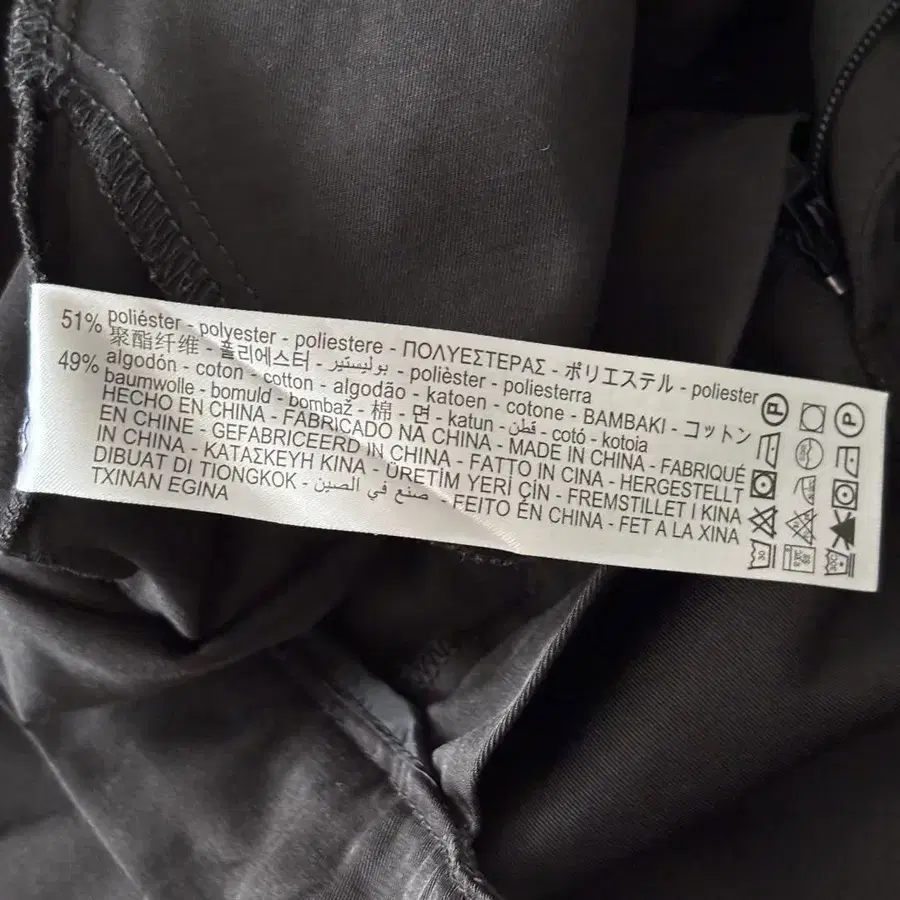 51% poliéster - polyester - poliestere - ΠΟΛΥΕΣΤΕΡΑΣ - ポリエステル - poliester
聚酯纤维 - 폴리에스터 - بوليستير - polièster - poliesterra
49% algodón - coton - cotton - algodão - katoen - cotone - BAMBAKI - コットン
baumwolle - bomuld - bombaž - 棉 - 면 - katun - قطن - cotó - kotoia
HECHO EN CHINA - FABRICADO NA CHINA - MADE IN CHINA - FABRIQUÉ
EN CHINE - GEFABRICEERD IN CHINA - FATTO IN CINA - HERGESTELLT
IN CHINA - ΚΑΤΑΣΚΕΥΗ ΚΙΝΑ - ÜRETİM YERİ ÇİN - FREMSTILLET I KINA
DIBUAT DI TIONGKOK - صنع في الصين - FEITO EN CHINA - FET A LA XINA
TXINAN EGINA
P
P
30